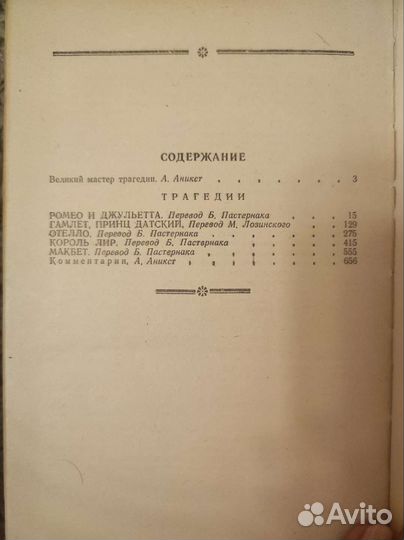 СОДЕРЖАНИЕ
Великий мастер трагедии. А. Аникст . . . . . . . 3
ТРАГЕДИИ
РОМЕО И ДЖУЛЬЕТТА. Перевод Б. Пастернака . . . . 15
ГАМЛЕТ, ПРИНЦ ДАТСКИЙ. Перевод М. Лозинского . . 129
ОТЕЛЛО. Перевод Б. Пастернака . . . . . . . 275
КОРОЛЬ ЛИР. Перевод Б. Пастернака . . . . . . 415
МАКБЕТ. Перевод Б. Пастернака . . . . . . . 555
Комментарии, А. Аникст . . . . . . . . . 656
Avito